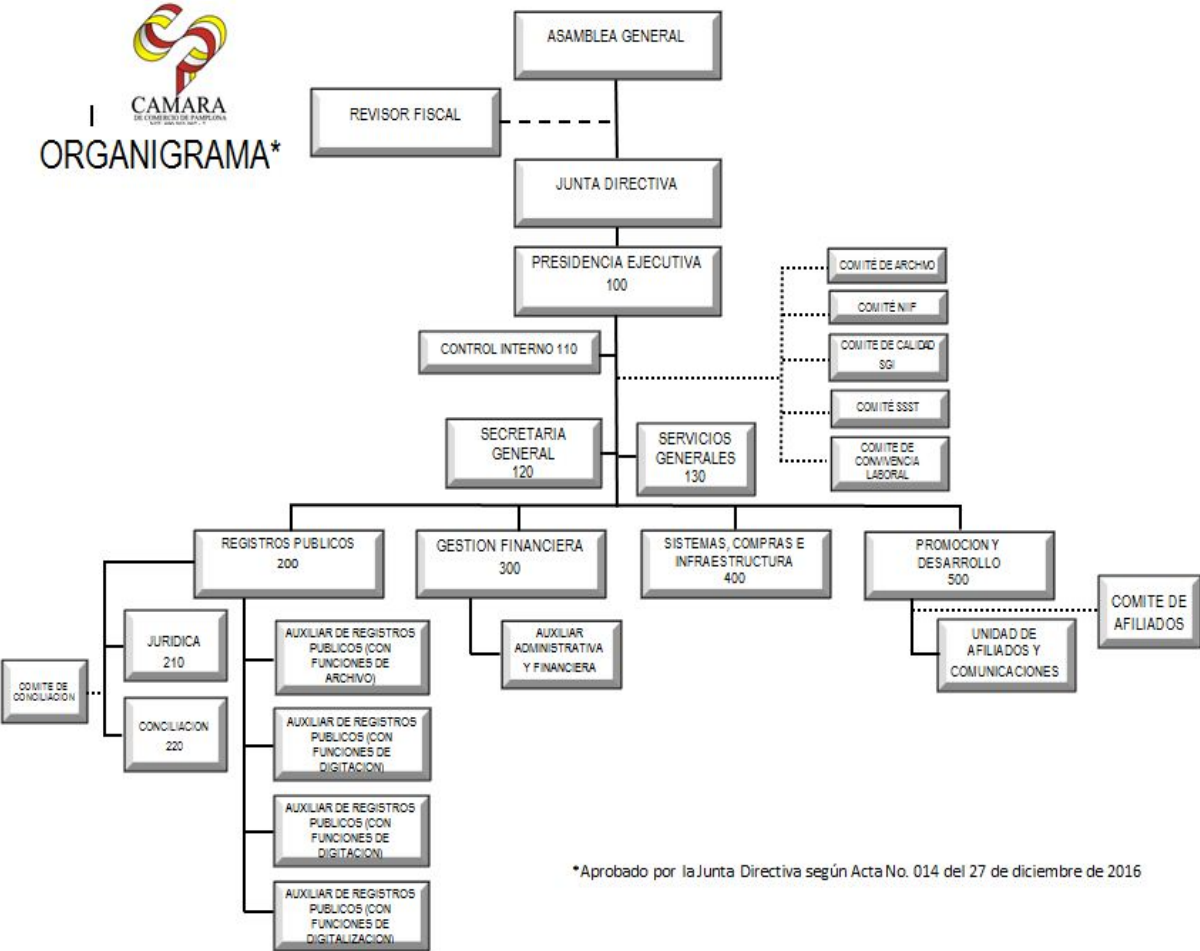 CAMARA
DE COMERCIO DE PAMPLONA
ORGANIGRAMA*
ASAMBLEA GENERAL
REVISOR FISCAL
JUNTA DIRECTIVA
PRESIDENCIA EJECUTIVA
100
CONTROL INTERNO 110
COMITÉ DE ARCHIVO
COMITÉ NIIF
COMITE DE CALIDAD
SGI
COMITÉ SSST
COMITE DE
CONVIVENCIA
LABORAL
SECRETARIA
GENERAL
120
SERVICIOS
GENERALES
130
REGISTROS PUBLICOS
200
GESTION FINANCIERA
300
SISTEMAS, COMPRAS E
INFRAESTRUCTURA
400
PROMOCION Y
DESARROLLO
500
COMITE DE
AFILIADOS
JURIDICA
210
COMITE DE
CONCILIACION
CONCILIACION
220
AUXILIAR DE REGISTROS
PUBLICOS (CON
FUNCIONES DE
ARCHIVO)
AUXILIAR DE REGISTROS
PUBLICOS (CON
FUNCIONES DE
DIGITACION)
AUXILIAR DE REGISTROS
PUBLICOS (CON
FUNCIONES DE
DIGITACION)
AUXILIAR DE REGISTROS
PUBLICOS (CON
FUNCIONES DE
DIGITALIZACION)
AUXILIAR
ADMINISTRATIVA
Y FINANCIERA
UNIDAD DE
AFILIADOS Y
COMUNICACIONES
*Aprobado por la Junta Directiva según Acta No. 014 del 27 de diciembre de 2016